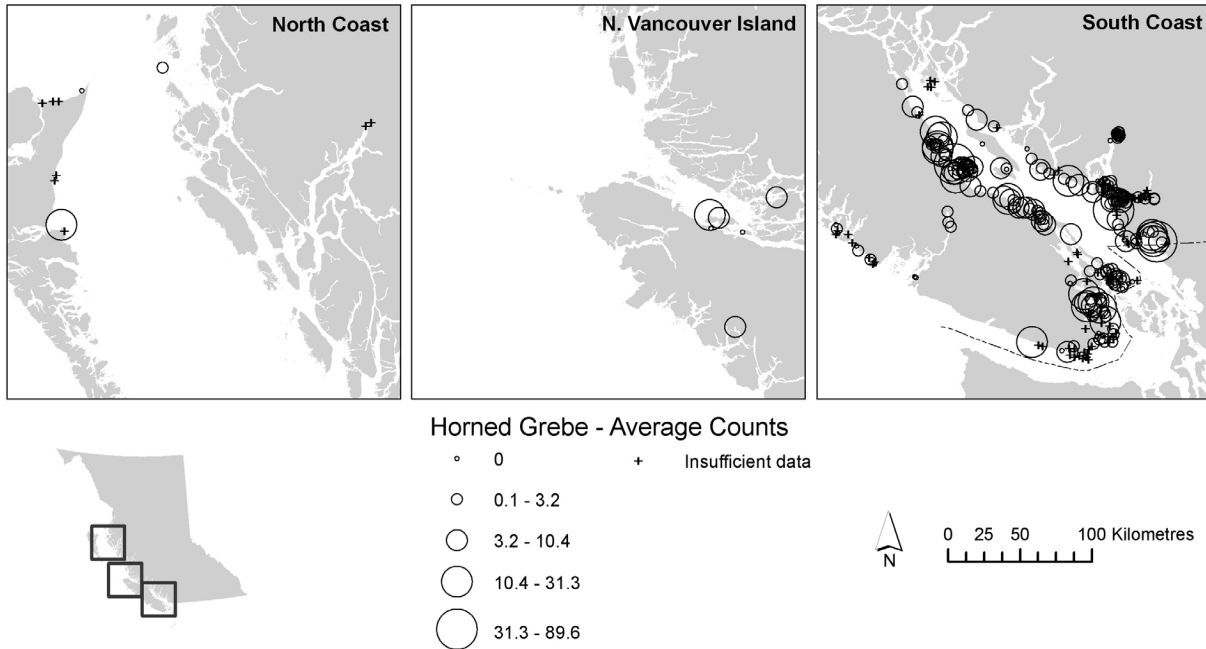 North Coast
N. Vancouver Island
South Coast
Horned Grebe - Average Counts
0
Insufficient data
0.1 - 3.2
3.2 - 10.4
10.4 - 31.3
31.3 - 89.6
N
0 25 50 100 Kilometres